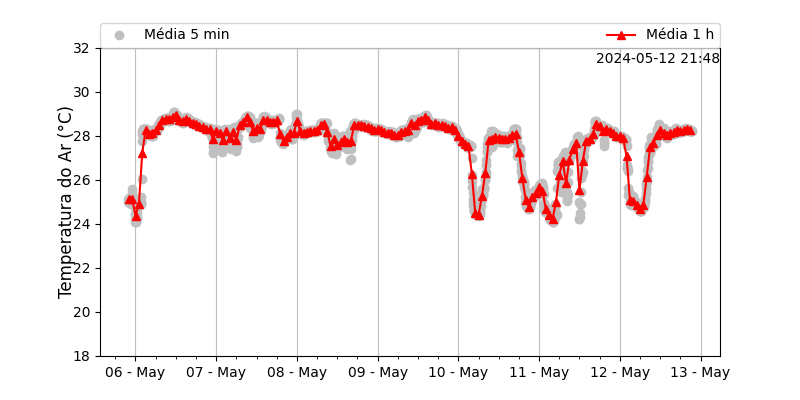 Média 5 min
Média 1 h
2024-05-12 21:48
Temperatura do Ar (°C)
32
30
28
26
24
22
20
18
06 - May
07 - May
08 - May
09 - May
10 - May
11 - May
12 - May
13 - May